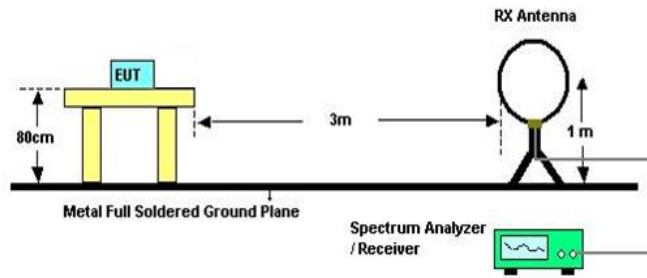 RX Antenna
EUT
3m
80cm
1 m
Metal Full Soldered Ground Plane
Spectrum Analyzer
/ Receiver